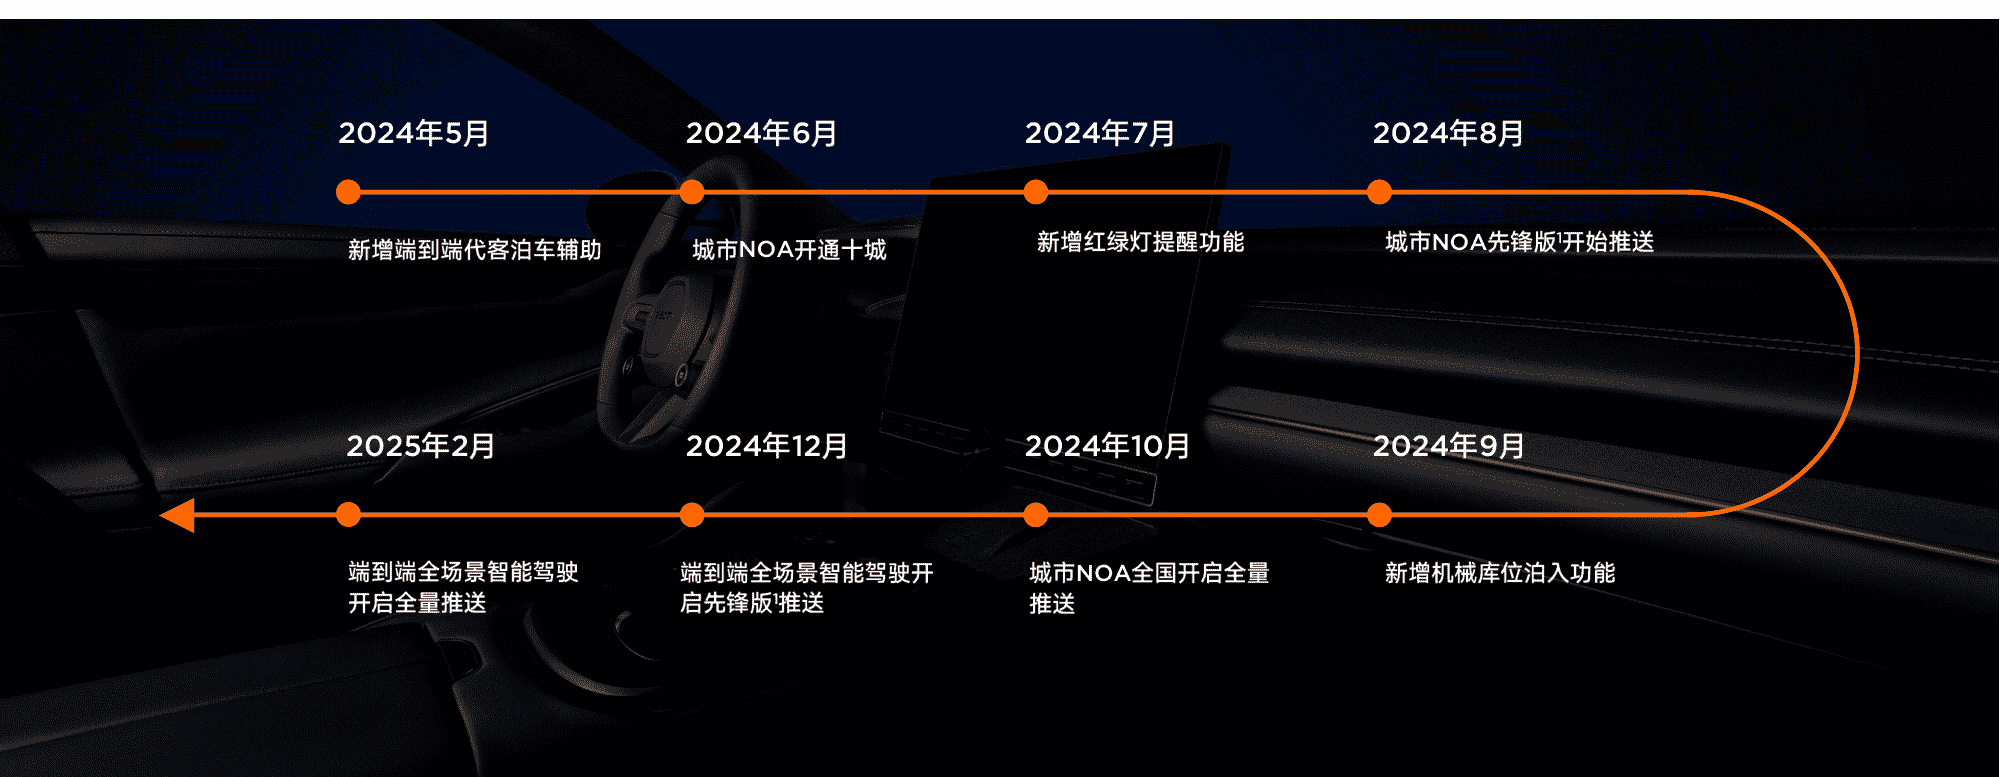 2024年5月
2024年6月
2024年7月
2024年8月
新增端到端代客泊车辅助
城市NOA开通十城
新增红绿灯提醒功能
城市NOA先锋版¹开始推送
2025年2月
2024年12月
2024年10月
2024年9月
端到端全场景智能驾驶
开启全量推送
端到端全场景智能驾驶开
启先锋版¹推送
城市NOA全国开启全量
推送
新增机械库位泊入功能